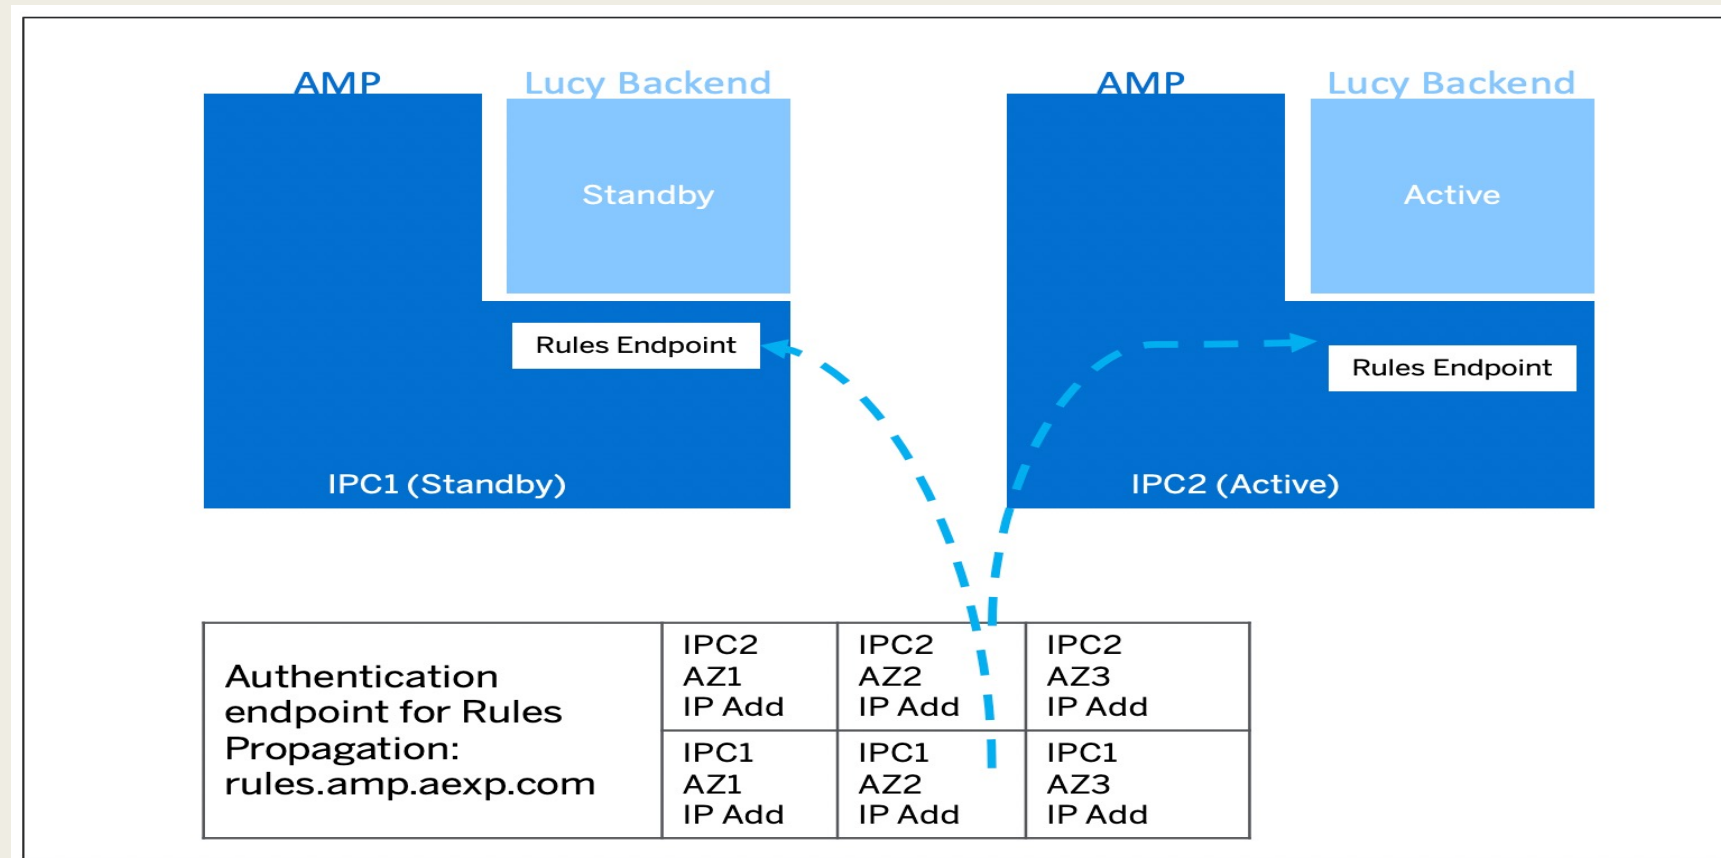 AMP
Lucy Backend
Standby
Rules Endpoint
IPC1 (Standby)
AMP
Lucy Backend
Active
Rules Endpoint
IPC2 (Active)
Authentication
endpoint for Rules
Propagation:
rules.amp.aexp.com
IPC2
AZ1
IP Add
IPC2
AZ2
IP Add
IPC2
AZ3
IP Add
IPC1
AZ1
IP Add
IPC1
AZ2
IP Add
IPC1
AZ3
IP Add